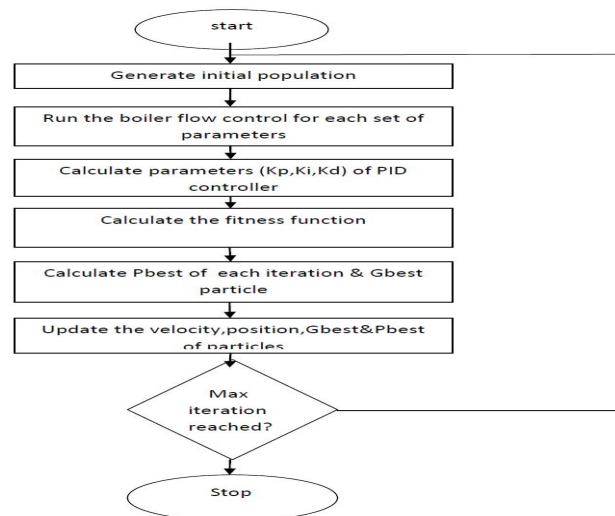 start
Generate initial population
Run the boiler flow control for each set of
parameters
Calculate parameters (Kp,Ki,Kd) of PID
controller
Calculate the fitness function
Calculate Pbest of each iteration & Gbest
particle
Update the velocity,position,Gbest&Pbest
of particles
Max
iteration
reached?
Stop